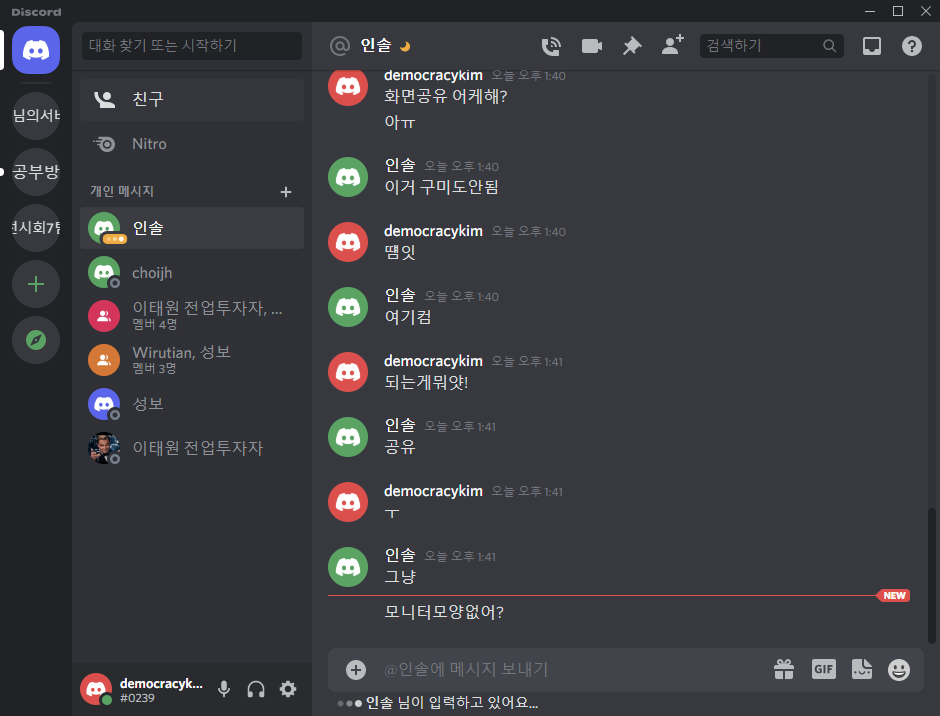 Discord
대화 찾기 또는 시작하기
친구
Nitro
개인 메시지
인솔
choijh
이태원 전업투자자, ...
멤버 4명
Wirutian, 성보
멤버 3명
성보
이태원 전업투자자
님의서버
공부방
전시회7팀
democracyk...
#0239
인솔
검색하기
democracykim 오늘 오후 1:40
화면공유 어케해?
아ㅠ
인솔 오늘 오후 1:40
이거 구미도안됨
democracykim 오늘 오후 1:40
떔잇
인솔 오늘 오후 1:40
여기컴
democracykim 오늘 오후 1:41
되는게뭐얏!
인솔 오늘 오후 1:41
공유
democracykim 오늘 오후 1:41
ㅜ
인솔 오늘 오후 1:41
그냥
NEW
모니터모양없어?
@인솔에 메시지 보내기
GIF
인솔 님이 입력하고 있어요...